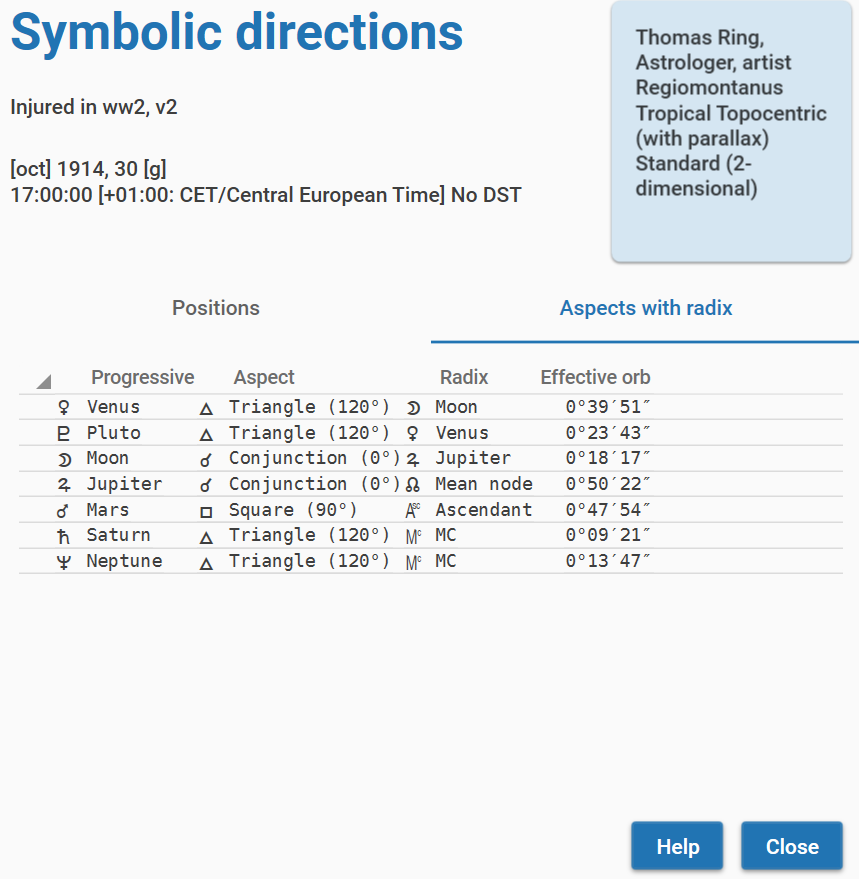 Symbolic directions
Thomas Ring,
Astrologer, artist
Regiomontanus
Tropical Topocentric
(with parallax)
Standard (2-
dimensional)
Injured in ww2, v2
[oct] 1914, 30 [g]
17:00:00 [+01:00: CET/Central European Time] No DST
Positions Aspects with radix
Progressive Aspect Radix Effective orb
♀ Venus △ Triangle (120°) ☽ Moon 0°39′51″
♇ Pluto △ Triangle (120°) ♀ Venus 0°23′43″
☽ Moon ☌ Conjunction (0°) ♃ Jupiter 0°18′17″
♃ Jupiter ☌ Conjunction (0°) ☊ Mean node 0°50′22″
♂ Mars □ Square (90°) Asc Ascendant 0°47′54″
♄ Saturn △ Triangle (120°) Mc MC 0°09′21″
♆ Neptune △ Triangle (120°) Mc MC 0°13′47″
Help Close